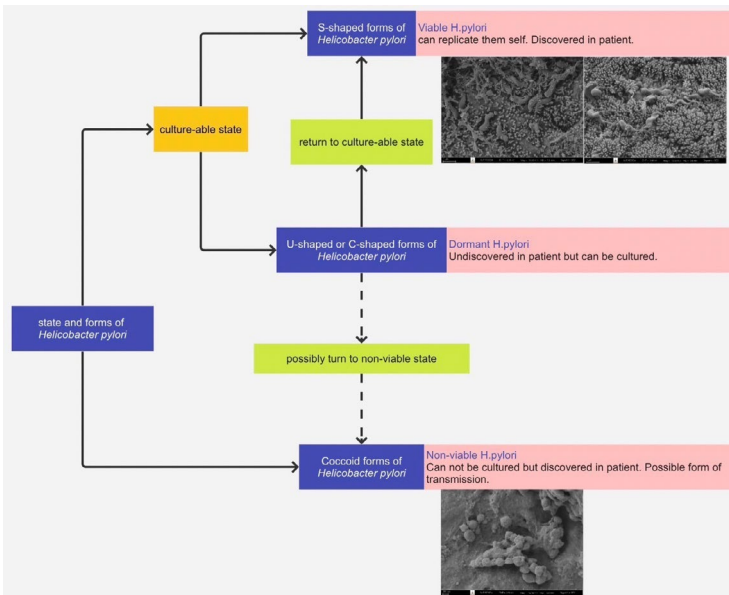 S-shaped forms of
Helicobacter pylori
Viable H.pylori
can replicate them self. Discovered in patient.
culture-able state
return to culture-able state
U-shaped or C-shaped forms of
Helicobacter pylori
Dormant H.pylori
Undiscovered in patient but can be cultured.
state and forms of
Helicobacter pylori
possibly turn to non-viable state
Coccoid forms of
Helicobacter pylori
Non-viable H.pylori
Can not be cultured but discovered in patient. Possible form of
transmission.